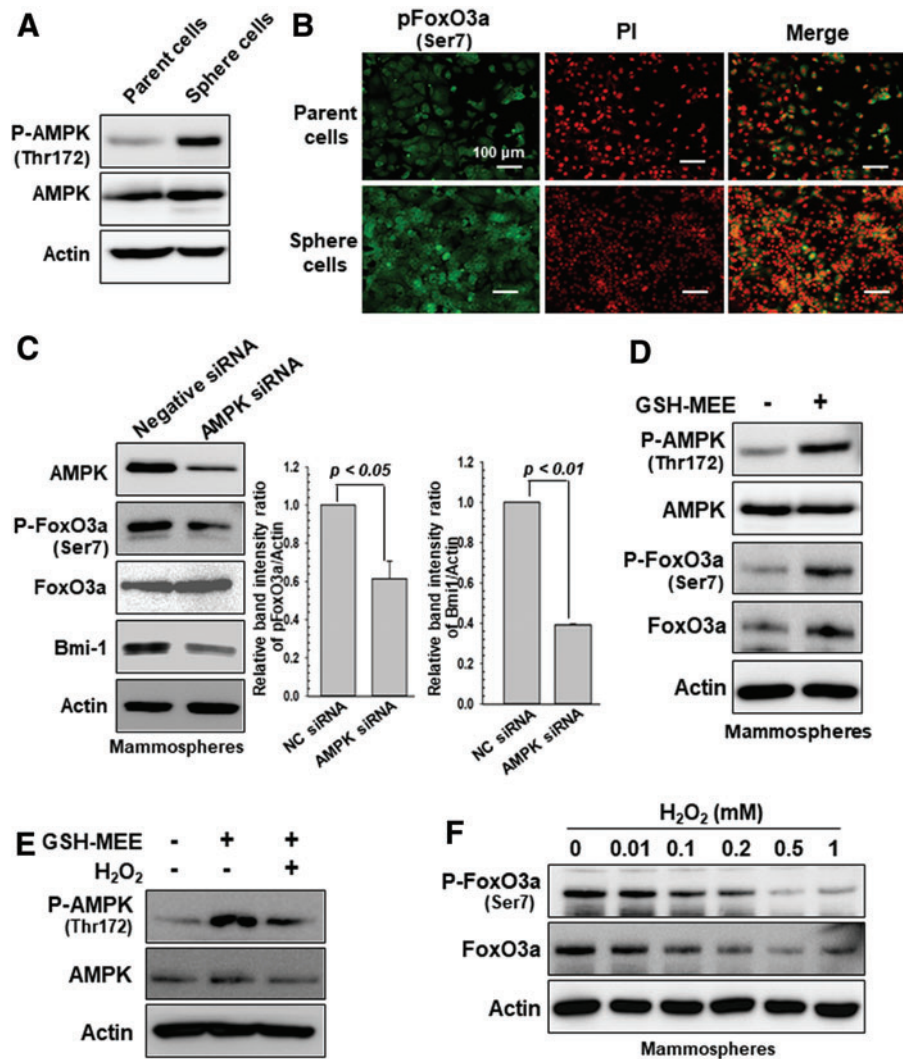 A
Parent cells
Sphere cells
P-AMPK
(Thr172)
AMPK
Actin
B
pFoxO3a
(Ser7)
PI
Merge
Parent
cells
100 µm
Sphere
cells
C
Negative siRNA
AMPK siRNA
AMPK
P-FoxO3a
(Ser7)
FoxO3a
Bmi-1
Actin
Mammospheres
Relative band intensity ratio
of pFoxO3a/Actin
1.2
1.0
0.8
0.6
0.4
0.2
0.0
p < 0.05
NC siRNA
AMPK siRNA
Relative band intensity ratio
of Bmi1/Actin
1.2
1.0
0.8
0.6
0.4
0.2
0.0
p < 0.01
NC siRNA
AMPK siRNA
D
GSH-MEE - +
P-AMPK
(Thr172)
AMPK
P-FoxO3a
(Ser7)
FoxO3a
Actin
Mammospheres
E
GSH-MEE - + +
H₂O₂ - - +
P-AMPK
(Thr172)
AMPK
Actin
F
H₂O₂ (mM)
0 0.01 0.1 0.2 0.5 1
P-FoxO3a
(Ser7)
FoxO3a
Actin
Mammospheres